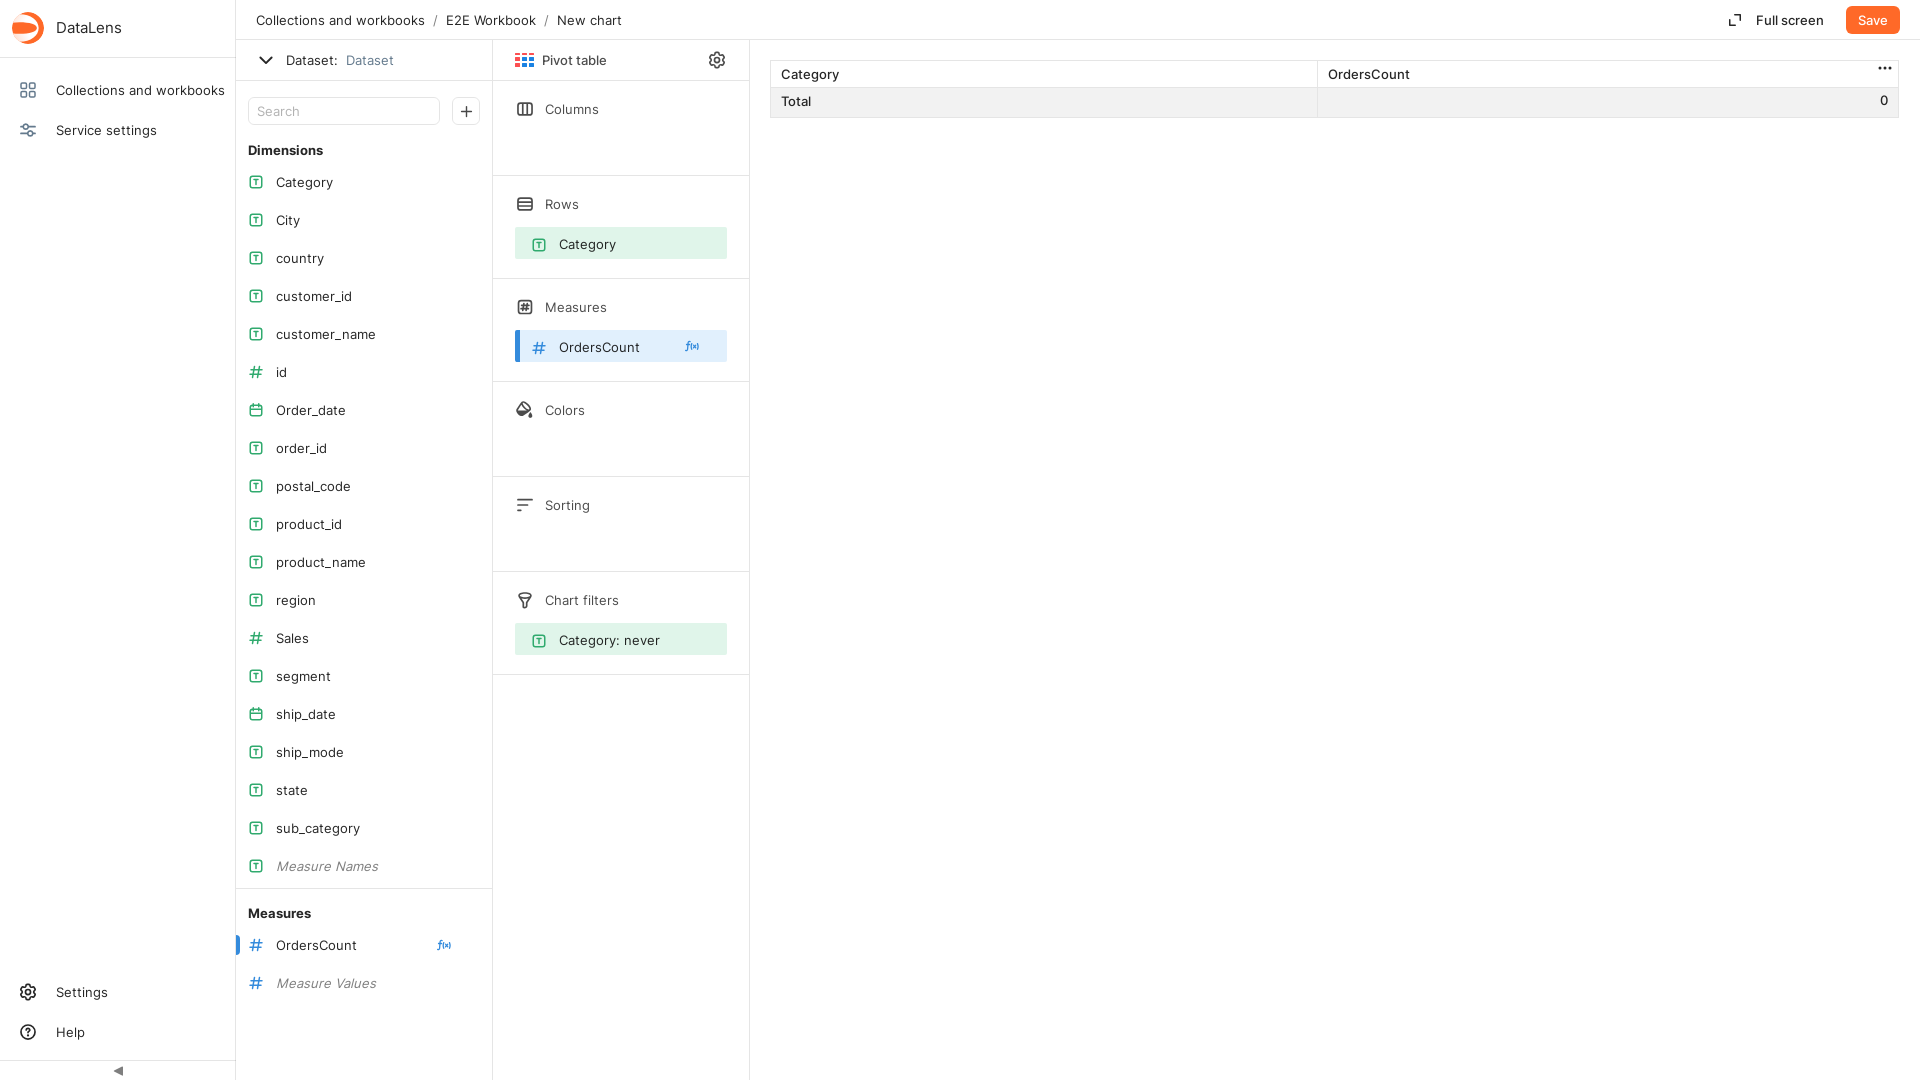 DataLens
Collections and workbooks
Service settings
Settings
Help
Collections and workbooks / E2E Workbook / New chart
Full screen
Save
Dataset: Dataset
Search
Dimensions
Category
City
country
customer_id
customer_name
id
Order_date
order_id
postal_code
product_id
product_name
region
Sales
segment
ship_date
ship_mode
state
sub_category
Measure Names
Measures
OrdersCount
Measure Values
Pivot table
Columns
Rows
Category
Measures
OrdersCount
Colors
Sorting
Chart filters
Category: never
Category OrdersCount
Total 0